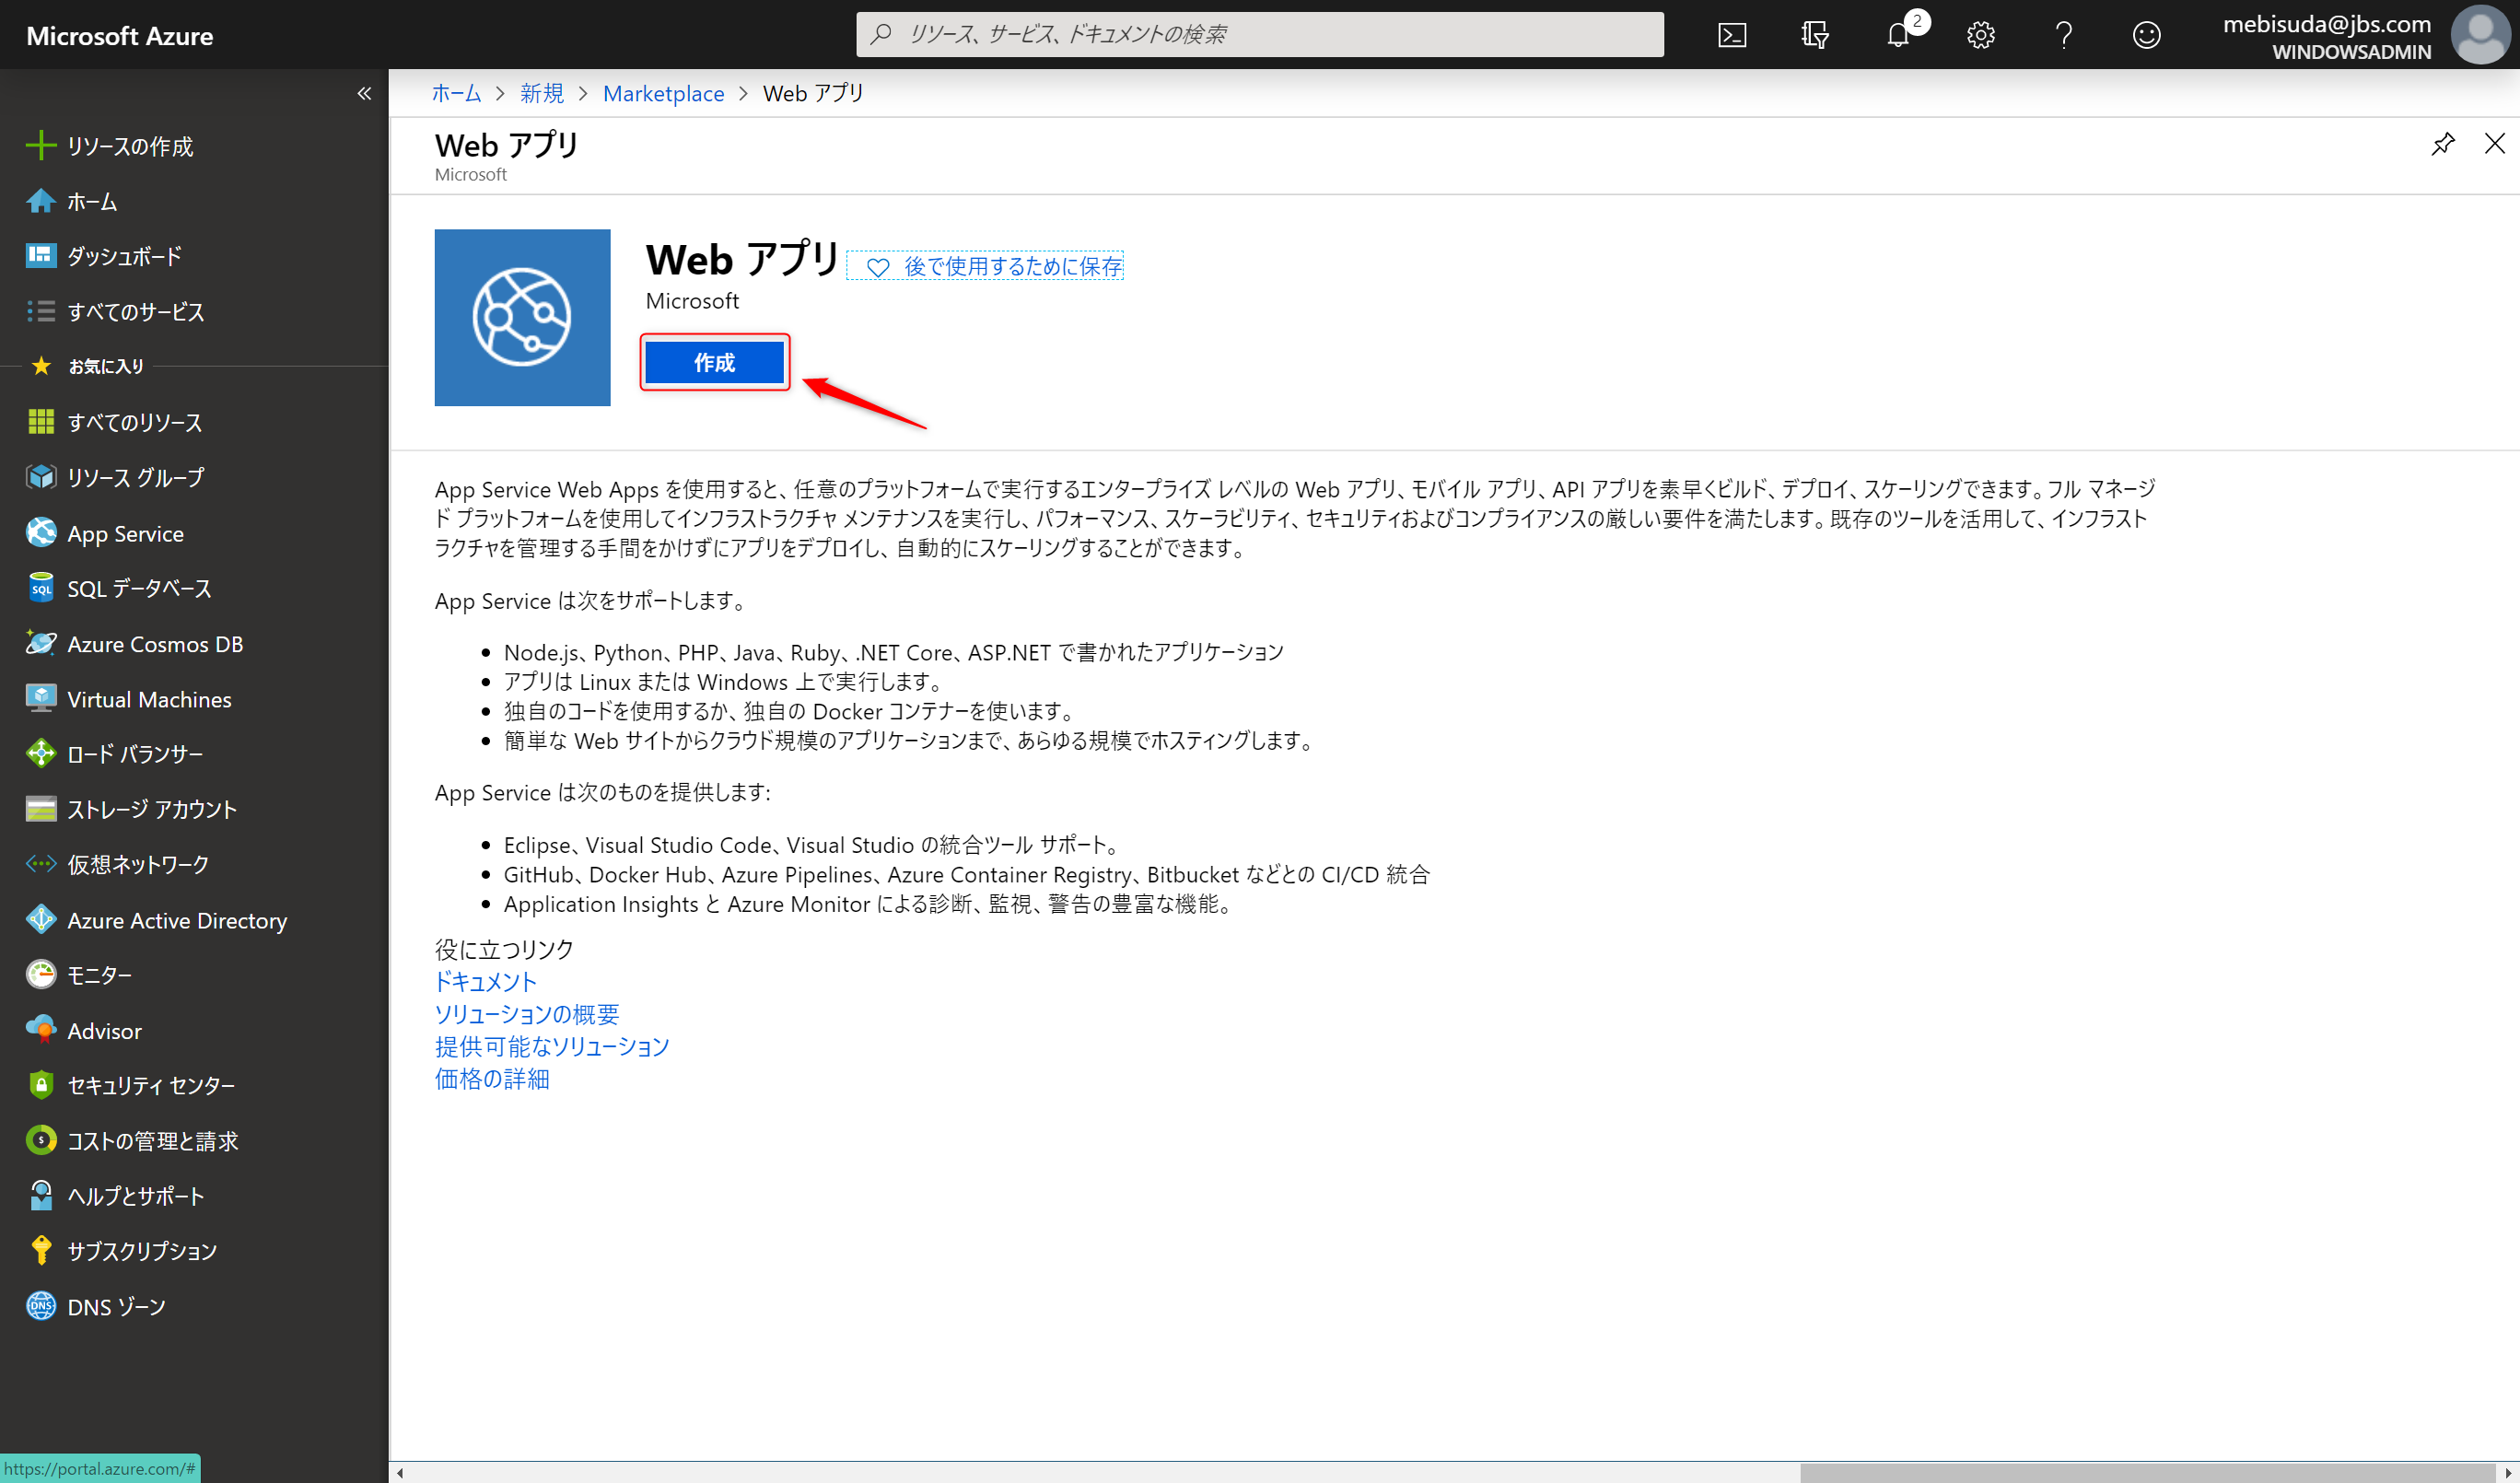 Microsoft Azure
リソース、サービス、ドキュメントの検索
2
mebisuda@jbs.com
WINDOWSADMIN
リソースの作成
ホーム
ダッシュボード
すべてのサービス
お気に入り
すべてのリソース
リソース グループ
App Service
SQL データベース
Azure Cosmos DB
Virtual Machines
ロード バランサー
ストレージ アカウント
仮想ネットワーク
Azure Active Directory
モニター
Advisor
セキュリティ センター
コストの管理と請求
ヘルプとサポート
サブスクリプション
DNS ゾーン
https://portal.azure.com/#
ホーム > 新規 > Marketplace > Web アプリ
Web アプリ
Microsoft
Web アプリ
後で使用するために保存
Microsoft
作成
App Service Web Apps を使用すると、任意のプラットフォームで実行するエンタープライズ レベルの Web アプリ、モバイル アプリ、API アプリを素早くビルド、デプロイ、スケーリングできます。フル マネージ
ド プラットフォームを使用してインフラストラクチャ メンテナンスを実行し、パフォーマンス、スケーラビリティ、セキュリティおよびコンプライアンスの厳しい要件を満たします。既存のツールを活用して、インフラスト
ラクチャを管理する手間をかけずにアプリをデプロイし、自動的にスケーリングすることができます。
App Service は次をサポートします。
• Node.js、Python、PHP、Java、Ruby、.NET Core、ASP.NET で書かれたアプリケーション
• アプリは Linux または Windows 上で実行します。
• 独自のコードを使用するか、独自の Docker コンテナーを使います。
• 簡単な Web サイトからクラウド規模のアプリケーションまで、あらゆる規模でホスティングします。
App Service は次のものを提供します:
• Eclipse、Visual Studio Code、Visual Studio の統合ツール サポート。
• GitHub、Docker Hub、Azure Pipelines、Azure Container Registry、Bitbucket などとの CI/CD 統合
• Application Insights と Azure Monitor による診断、監視、警告の豊富な機能。
役に立つリンク
ドキュメント
ソリューションの概要
提供可能なソリューション
価格の詳細